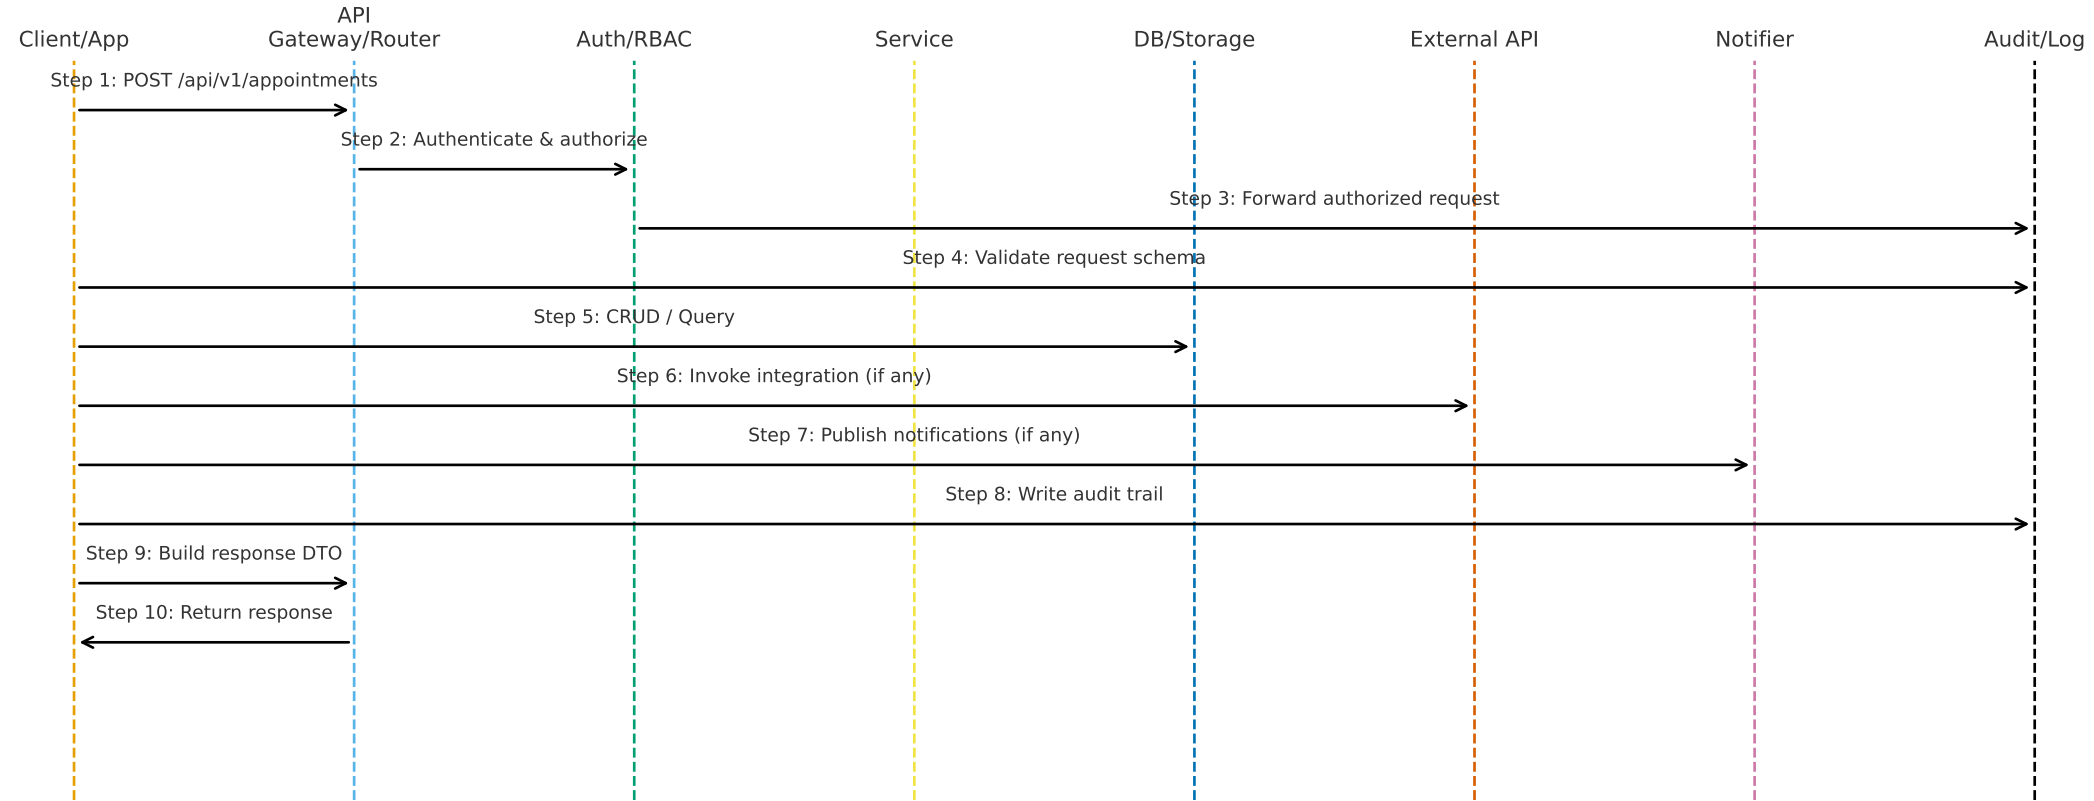 API
Client/App
Gateway/Router
Auth/RBAC
Service
DB/Storage
External API
Notifier
Audit/Log
Step 1: POST /api/v1/appointments
Step 2: Authenticate & authorize
Step 3: Forward authorized request
Step 4: Validate request schema
Step 5: CRUD / Query
Step 6: Invoke integration (if any)
Step 7: Publish notifications (if any)
Step 8: Write audit trail
Step 9: Build response DTO
Step 10: Return response